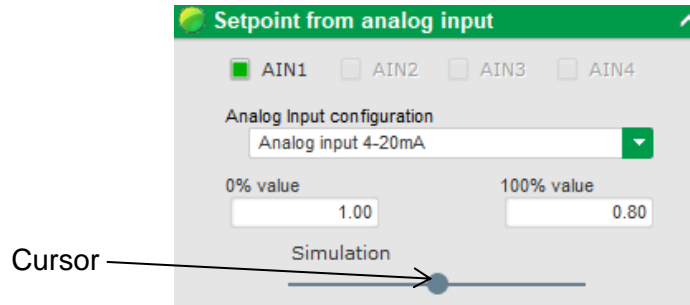 Setpoint from analog input
AIN1 AIN2 AIN3 AIN4
Analog Input configuration
Analog input 4-20mA
0% value 100% value
1.00 0.80
Simulation
Cursor